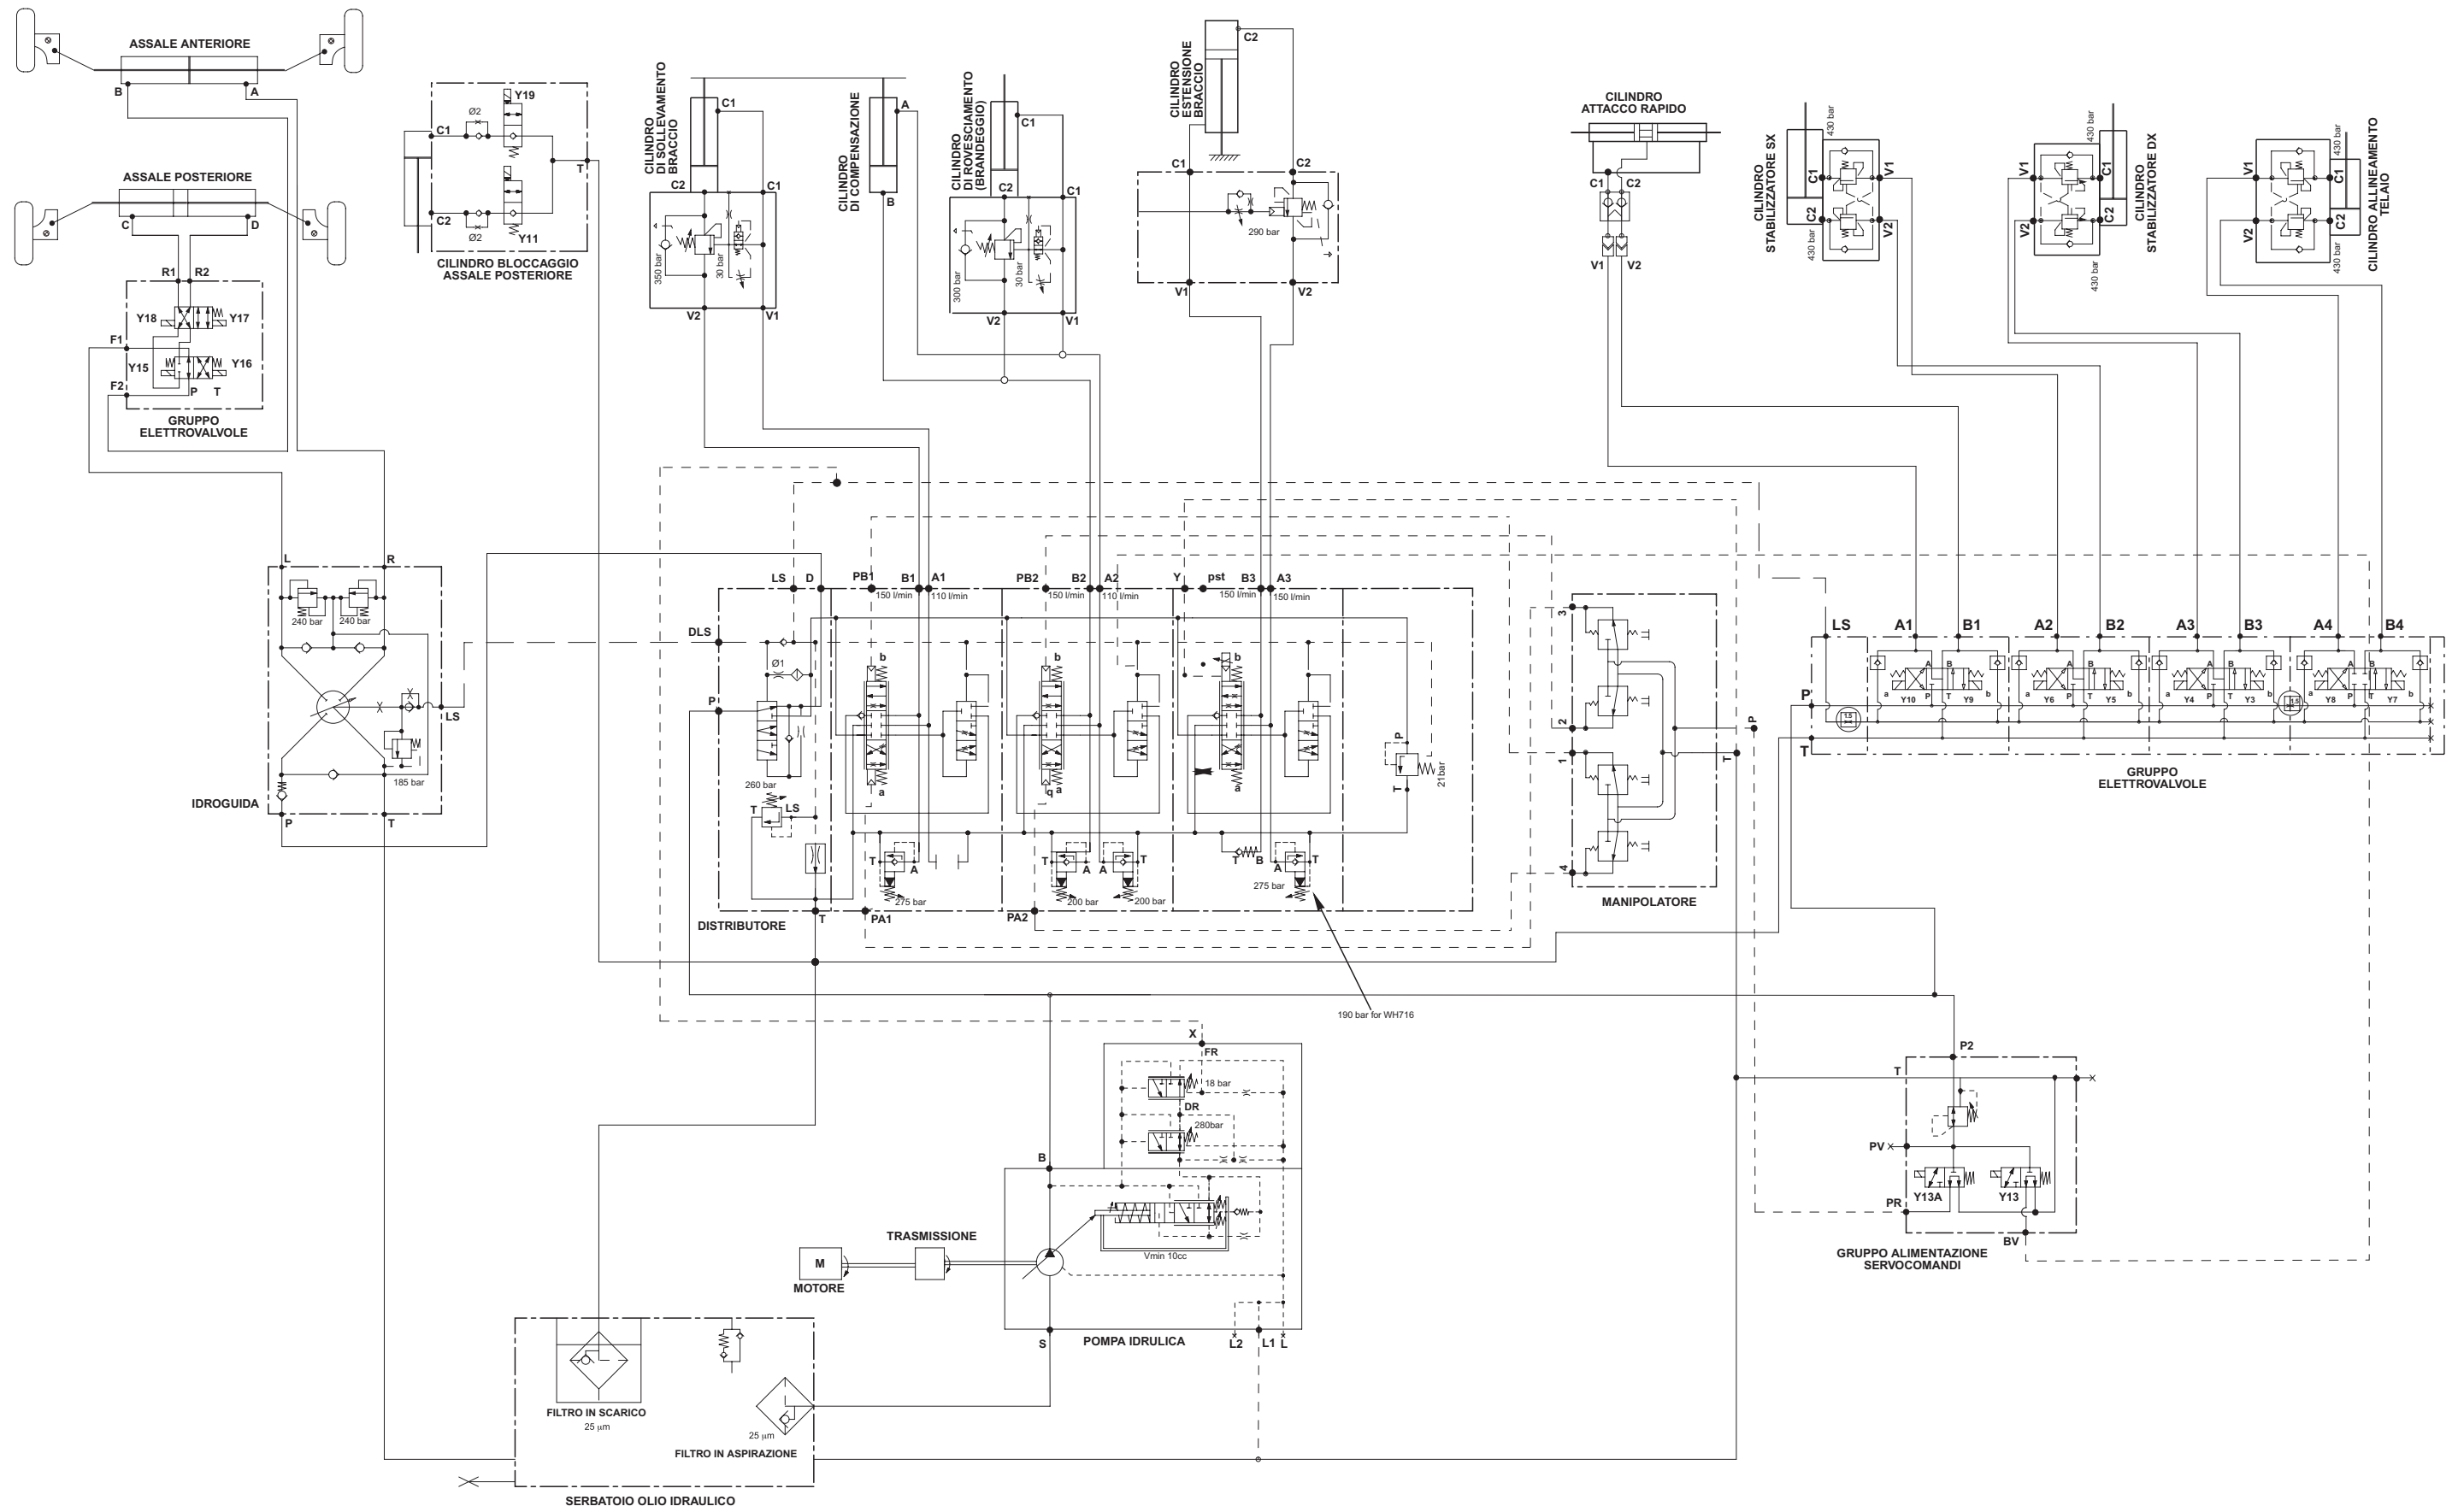 ASSALE ANTERIORE
B
A
ASSALE POSTERIORE
C
D
R1 R2
Y18
Y17
F1
Y15
Y16
F2
P T
GRUPPO
ELETTROVALVOLE
Y19
Ø2
C1
T
C2
Ø2
Y11
CILINDRO BLOCCAGGIO
ASSALE POSTERIORE
CILINDRO
DI SOLLEVAMENTO
BRACCIO
C1
C2
C1
350 bar
30 bar
V2
V1
CILINDRO
DI COMPENSAZIONE
A
B
CILINDRO
DI ROVESCIAMENTO
(BRANDEGGIO)
C1
C2
C1
300 bar
30 bar
V2
V1
CILINDRO
ESTENSIONE
BRACCIO
C2
C1
C2
290 bar
V1
V2
CILINDRO
ATTACCO RAPIDO
C1 C2
V1 V2
CILINDRO
STABILIZZATORE SX
430 bar
C1
V1
C2
V2
430 bar
430 bar
V1
C1
V2
C2
430 bar
CILINDRO
STABILIZZATORE DX
430 bar
V1
C1
V2
C2
430 bar
CILINDRO ALLINEAMENTO
TELAIO
L
R
240 bar
240 bar
LS
185 bar
IDROGUIDA
P
T
LS D
PB1
B1 A1
150 l/min
110 l/min
PB2
B2 A2
150 l/min
110 l/min
Y
pst
B3 A3
150 l/min
150 l/min
DLS
Ø1
b
b
b
P
a
q a
a
260 bar
T
LS
P
21bar
T
T
A
275 bar
T
A A
T
200 bar
200 bar
T
B
A
T
275 bar
T
PA1
PA2
DISTRIBUTORE
190 bar for WH716
3
2
1
4
P
T
MANIPOLATORE
LS
A1
B1
A2
B2
A3
B3
A4
B4
A B
A B
A B
A B
a
P T
b
a
P T
b
a
P T
b
a
P T
b
Y10
Y9
Y6
Y5
Y4
Y3
Y8
Y7
P
1.5
1.5
T
GRUPPO
ELETTROVALVOLE
X
FR
18 bar
DR
280bar
B
Vmin 10cc
TRASMISSIONE
M
MOTORE
S
POMPA IDRULICA
L2
L1 L
P2
T
PV
Y13A
Y13
PR
BV
GRUPPO ALIMENTAZIONE
SERVOCOMANDI
FILTRO IN SCARICO
25 µm
25 µm
FILTRO IN ASPIRAZIONE
SERBATOIO OLIO IDRAULICO